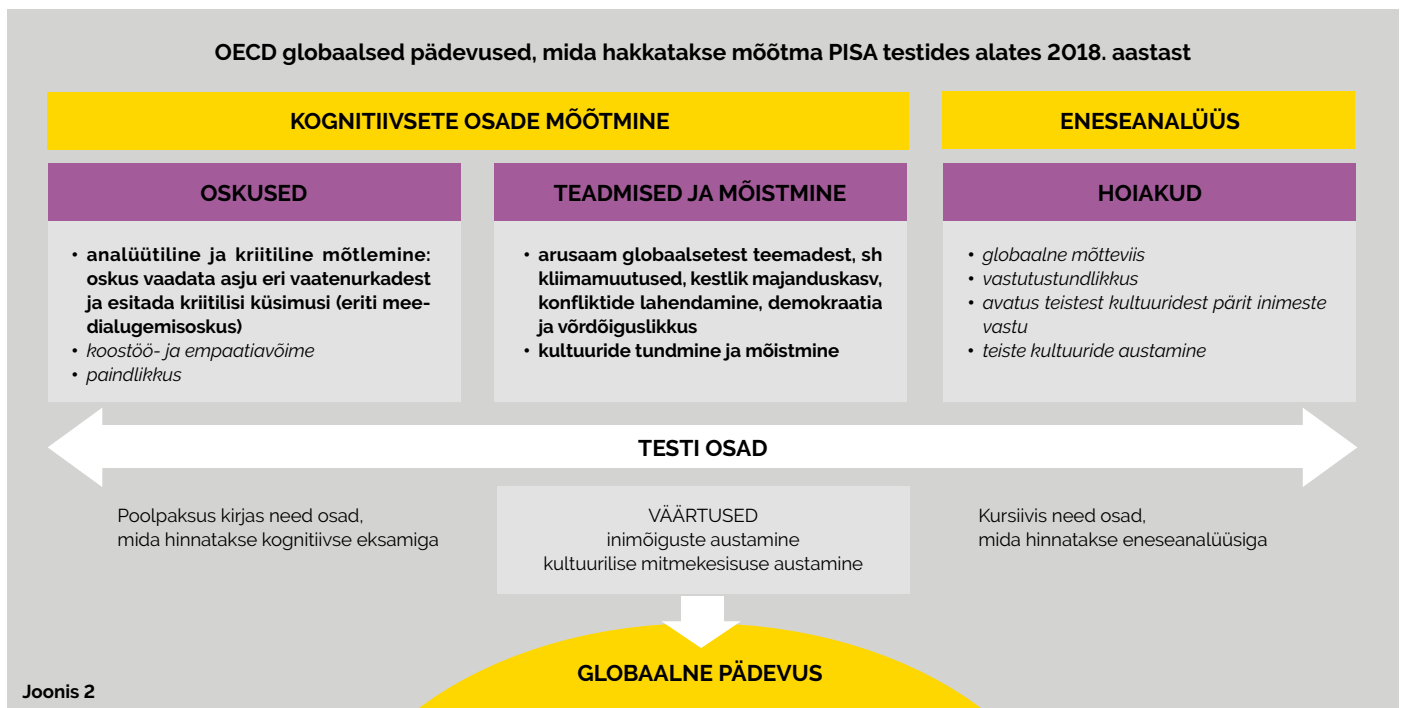 OECD globaalsed pädevused, mida hakkatakse mõõtma PISA testides alates 2018. aastast
KOGNITIIVSETE OSADE MÕÕTMINE
ENESEANALÜÜS
OSKUSED
• analüütiline ja kriitiline mõtlemine:
oskus vaadata asju eri vaatenurkadest
ja esitada kriitilisi küsimusi (eriti mee-
dialugemisoskus)
• koostöö- ja empaatiavõime
• paindlikkus
TEADMISED JA MÕISTMINE
• arusaam globaalsetest teemadest, sh
kliimamuutused, kestlik majanduskasv,
konfliktide lahendamine, demokraatia
ja võrdõiguslikkus
• kultuuride tundmine ja mõistmine
HOIAKUD
• globaalne mõtteviis
• vastutustundlikkus
• avatus teistest kultuuridest pärit inimeste
vastu
• teiste kultuuride austamine
TESTI OSAD
Poolpaksus kirjas need osad,
mida hinnatakse kognitiivse eksamiga
VÄÄRTUSED
inimõiguste austamine
kultuurilise mitmekesisuse austamine
Kursiivis need osad,
mida hinnatakse eneseanalüüsiga
GLOBAALNE PÄDEVUS
Joonis 2